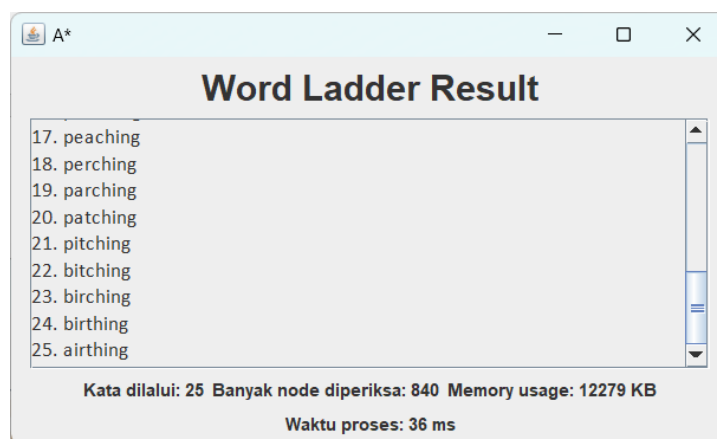 A*
Word Ladder Result
17. peaching
18. perching
19. parching
20. patching
21. pitching
22. bitching
23. birching
24. birthing
25. airthing
Kata dilalui: 25 Banyak node diperiksa: 840 Memory usage: 12279 KB
Waktu proses: 36 ms